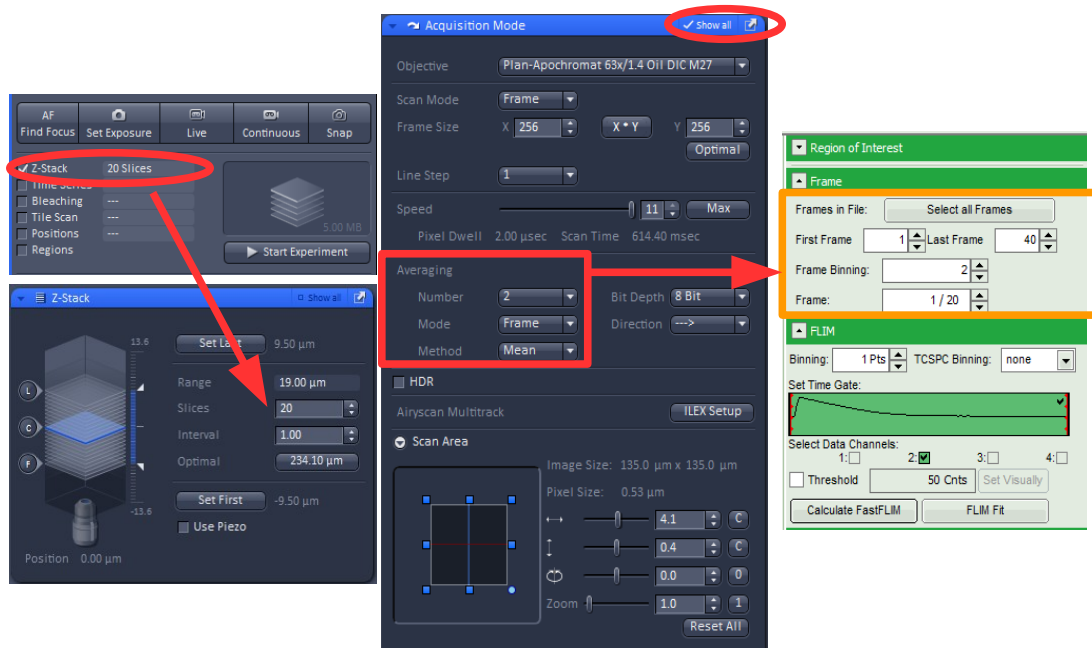 AF
Find Focus Set Exposure Live Continuous Snap
Z-Stack 20 Slices
Time Series
Bleaching ---
Tile Scan ---
Positions ---
Regions
5.00 MB
Start Experiment
Z-Stack Show all
13.6
Set Last 9.50 µm
Range 19.00 µm
L
Slices 20
C
Interval 1.00
F
Optimal 234.10 µm
Set First -9.50 µm
-13.6
Use Piezo
Position 0.00 µm
Acquisition Mode Show all
Objective Plan-Apochromat 63x/1.4 Oil DIC M27
Scan Mode Frame
Frame Size X 256 X * Y Y 256
Optimal
Line Step 1
Speed 11 Max
Pixel Dwell 2.00 µsec Scan Time 614.40 msec
Averaging
Number 2 Bit Depth 8 Bit
Mode Frame Direction --->
Method Mean
HDR
Airyscan Multitrack ILEX Setup
Scan Area
Image Size: 135.0 µm x 135.0 µm
Pixel Size: 0.53 µm
4.1 C
0.4 C
0.0 0
Zoom 1.0 1
Reset All
Region of Interest
Frame
Frames in File: Select all Frames
First Frame 1 Last Frame 40
Frame Binning: 2
Frame: 1 / 20
FLIM
Binning: 1 Pts TCSPC Binning: none
Set Time Gate:
Select Data Channels:
1: 2: 3: 4:
Threshold 50 Cnts Set Visually
Calculate FastFLIM FLIM Fit